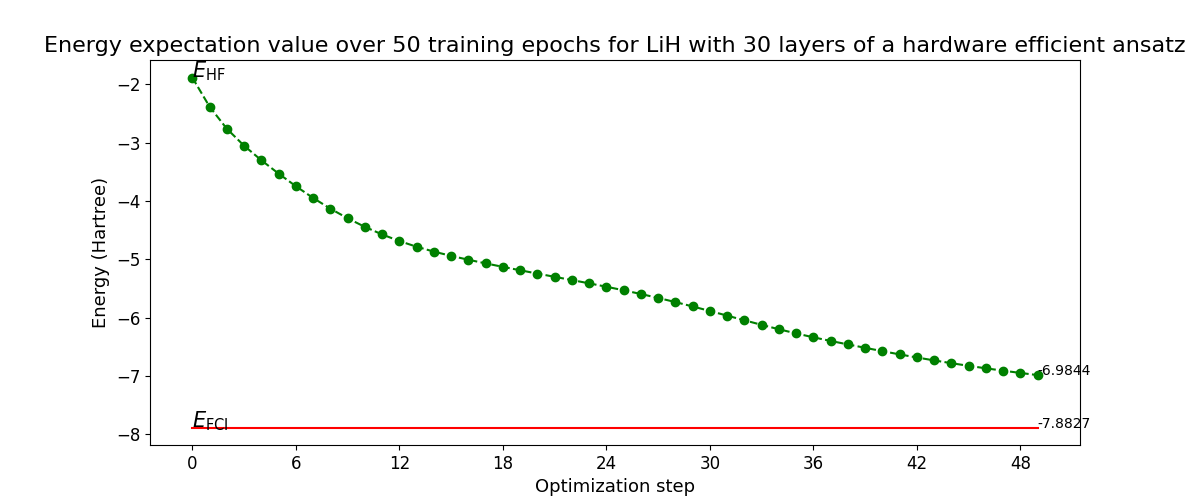 Energy expectation value over 50 training epochs for LiH with 30 layers of a hardware efficient ansatz
E_HF
−2
−3
−4
−5
−6
−7
−8
Energy (Hartree)
-6.9844
E_FCI
-7.8827
0 6 12 18 24 30 36 42 48
Optimization step